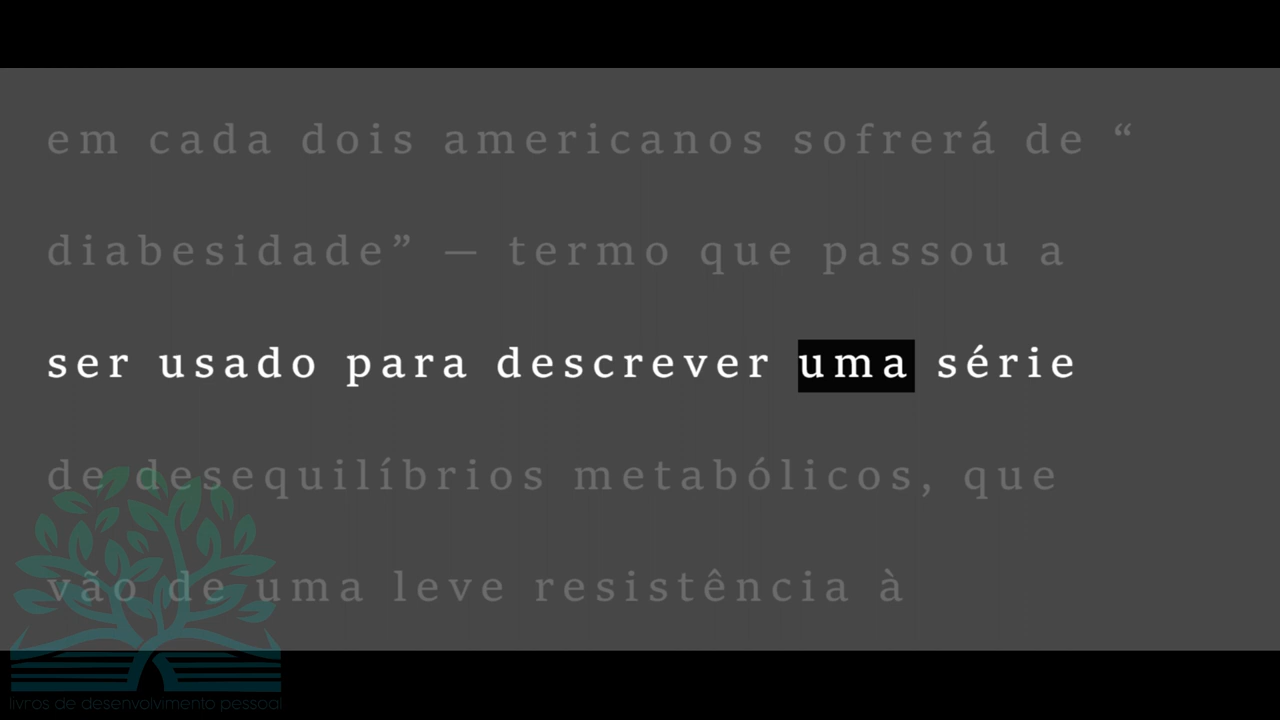 em cada dois americanos sofrerá de “
diabesidade” — termo que passou a
ser usado para descrever uma série
de desequilíbrios metabólicos, que
vão de uma leve resistência à
livros de desenvolvimento pessoal